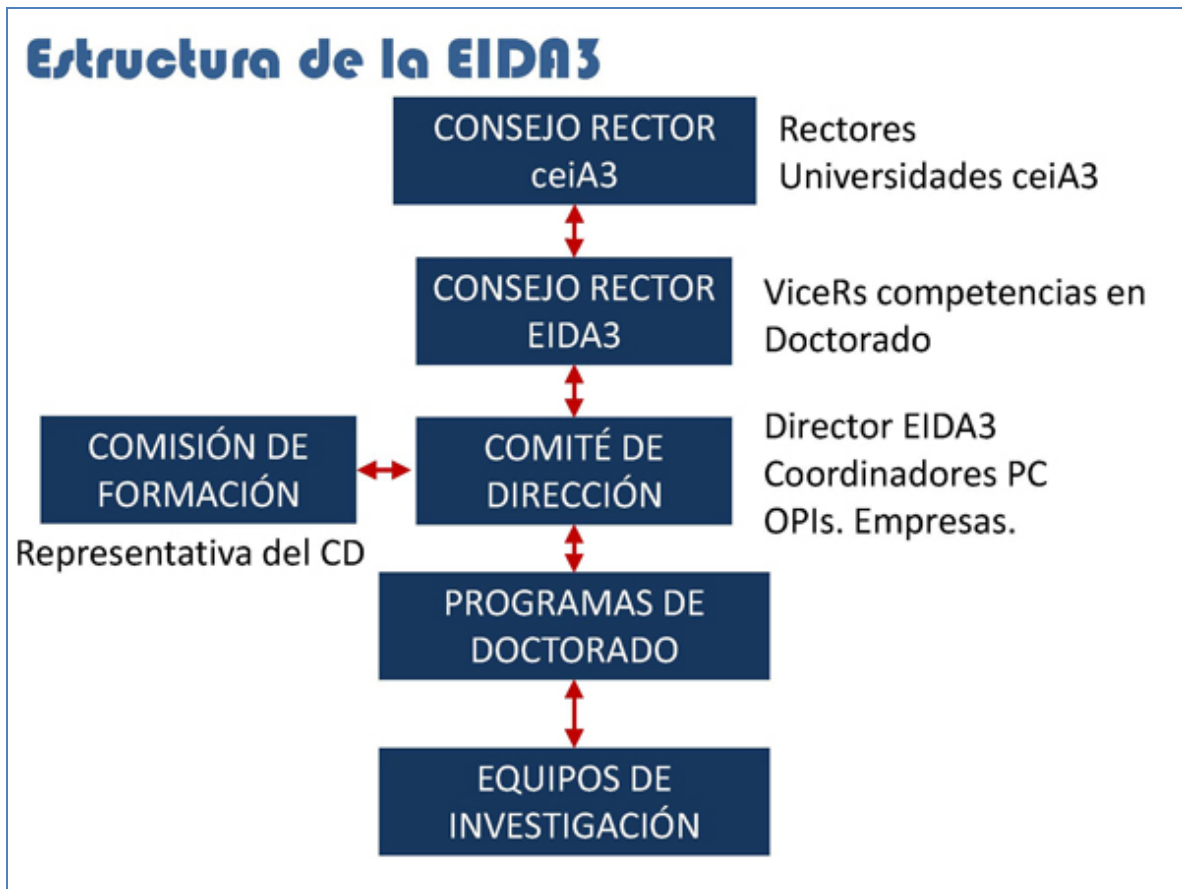 Estructura de la EIDA3
CONSEJO RECTOR
ceiA3
Rectores
Universidades ceiA3
CONSEJO RECTOR
EIDA3
ViceRs competencias en
Doctorado
COMISIÓN DE
FORMACIÓN
Representativa del CD
COMITÉ DE
DIRECCIÓN
Director EIDA3
Coordinadores PC
OPIs. Empresas.
PROGRAMAS DE
DOCTORADO
EQUIPOS DE
INVESTIGACIÓN